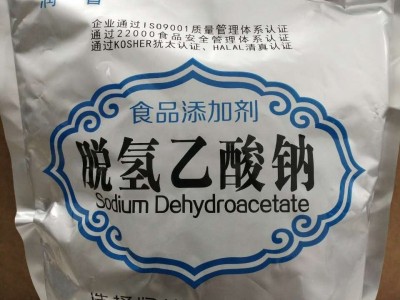 企业通过ISO9001质量管理体系认证
通过22000食品安全管理体系认证
通过KOSHER犹太认证、HALAL清真认证
食品添加剂
脱氢乙酸钠
Sodium Dehydroacetate